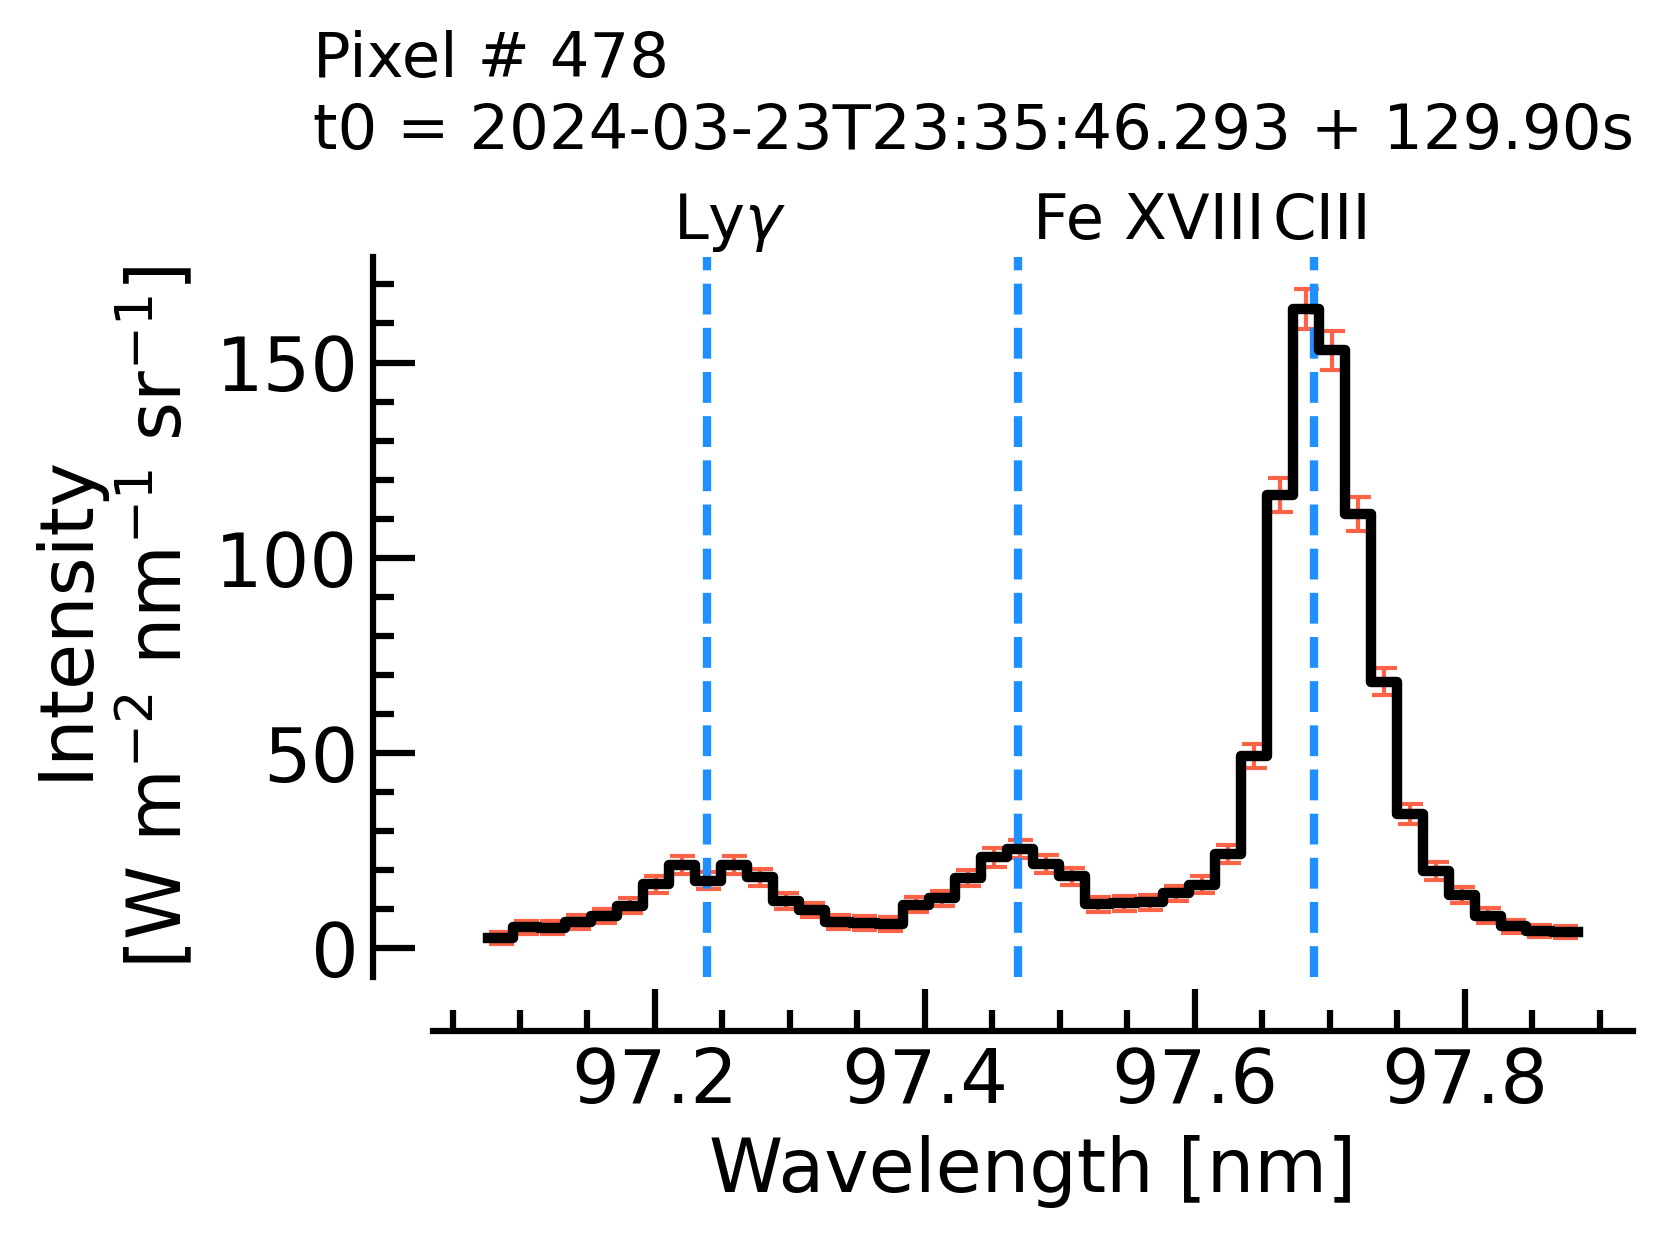 Pixel # 478
t0 = 2024-03-23T23:35:46.293 + 129.90s
Lyγ Fe XVIII CIII
Intensity
[W m⁻² nm⁻¹ sr⁻¹]
150
100
50
0
97.2 97.4 97.6 97.8
Wavelength [nm]